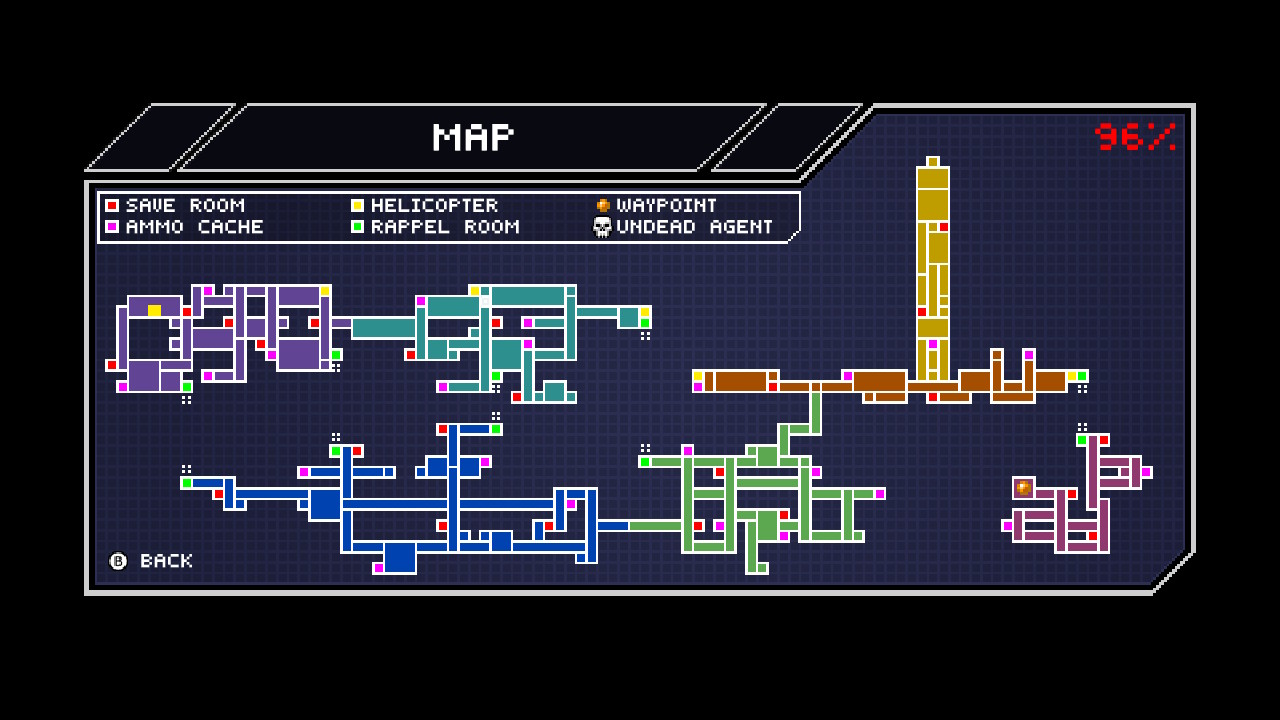 MAP
96%
SAVE ROOM
HELICOPTER
WAYPOINT
AMMO CACHE
RAPPEL ROOM
UNDEAD AGENT
B BACK